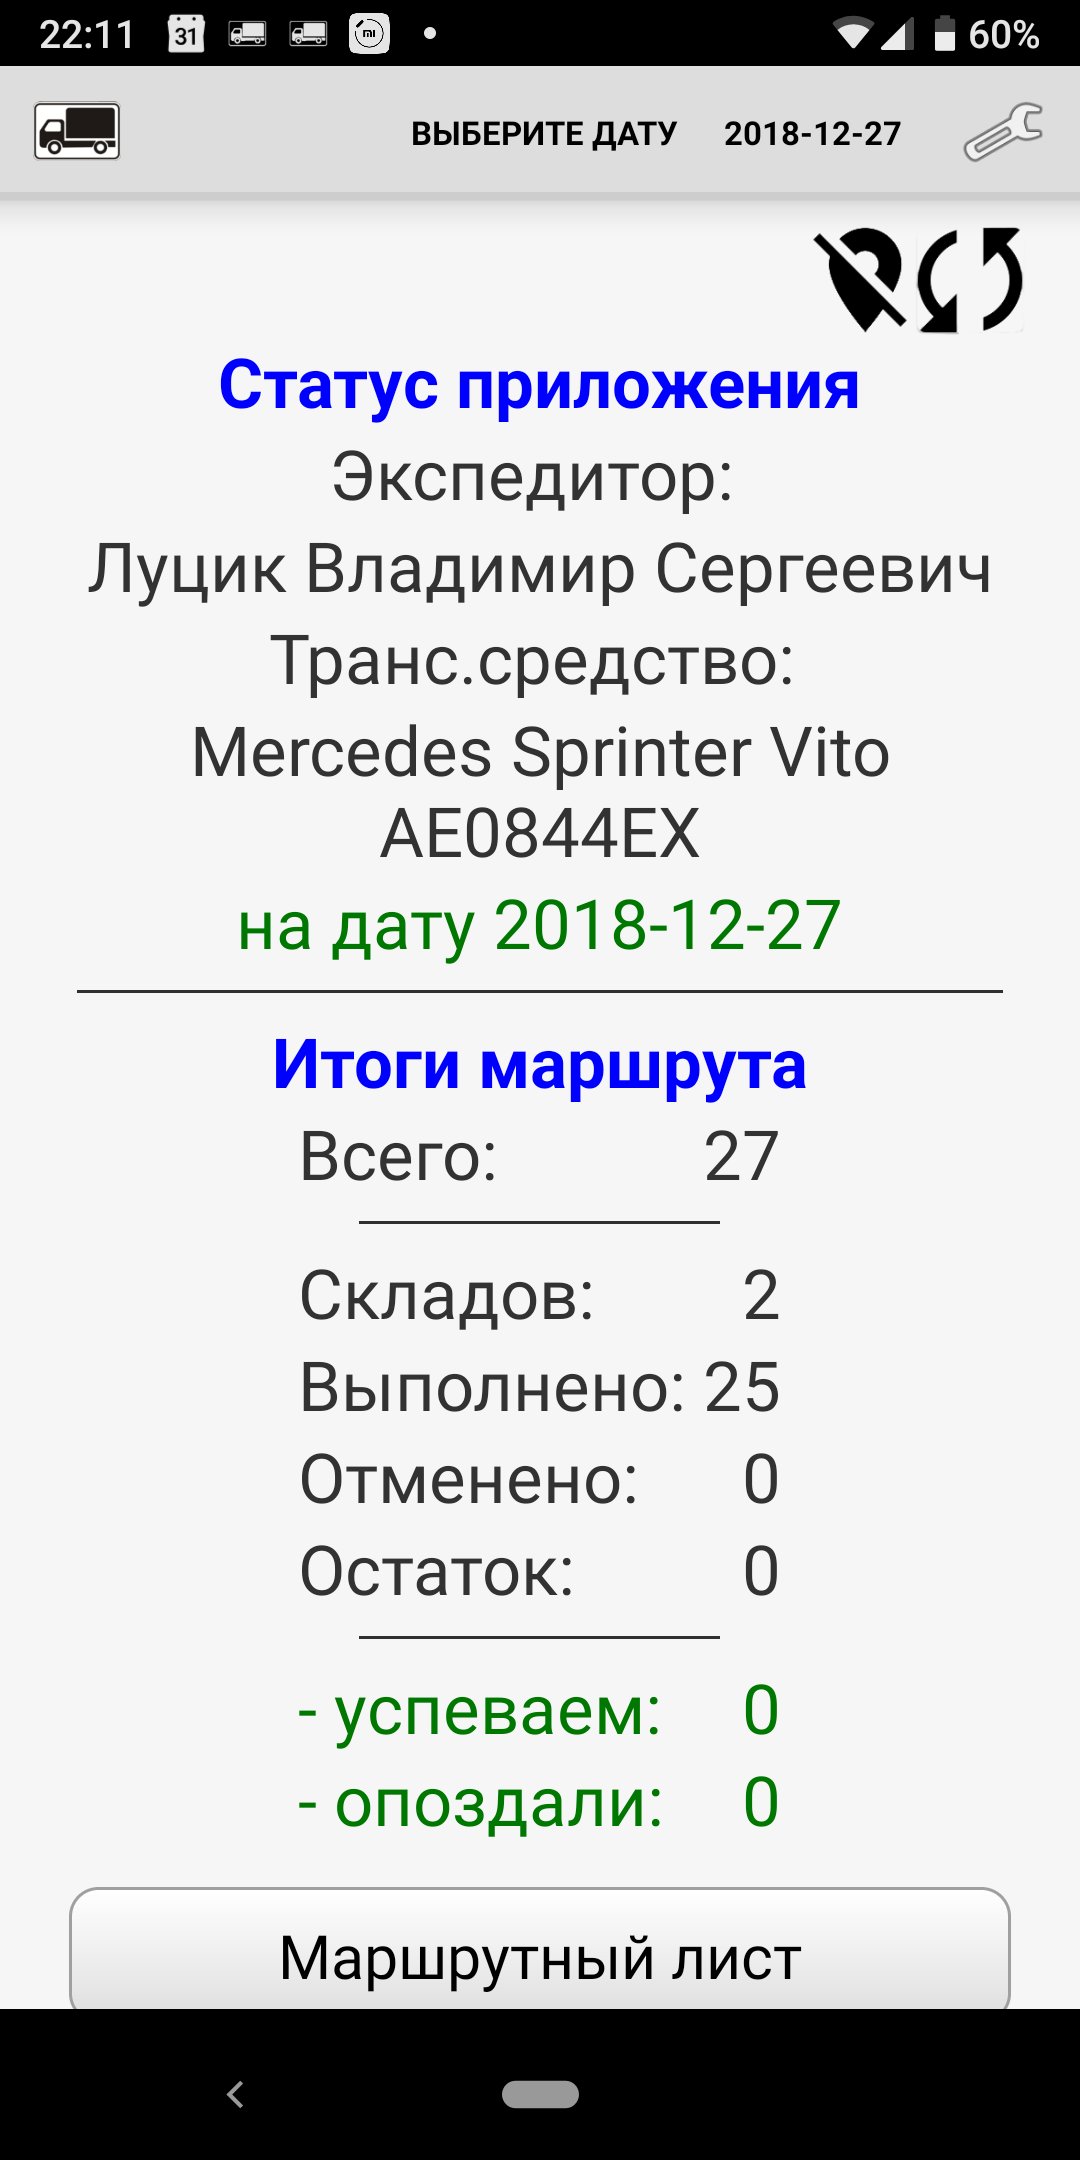 22:11 31 60%
ВЫБЕРИТЕ ДАТУ 2018-12-27
Статус приложения
Экспедитор:
Луцик Владимир Сергеевич
Транс.средство:
Mercedes Sprinter Vito
AE0844EX
на дату 2018-12-27
Итоги маршрута
Всего: 27
Складов: 2
Выполнено: 25
Отменено: 0
Остаток: 0
- успеваем: 0
- опоздали: 0
Маршрутный лист